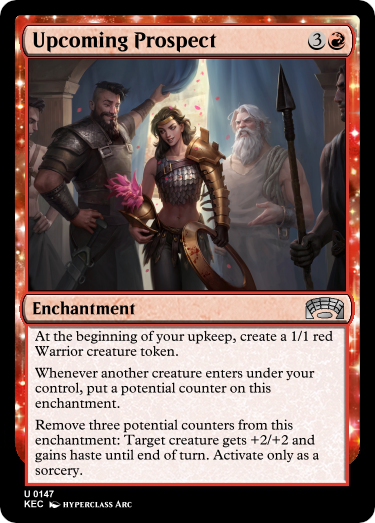 Upcoming Prospect 3
Enchantment
At the beginning of your upkeep, create a 1/1 red
Warrior creature token.
Whenever another creature enters under your
control, put a potential counter on this
enchantment.
Remove three potential counters from this
enchantment: Target creature gets +2/+2 and
gains haste until end of turn. Activate only as a
sorcery.
U 0147
KEC HYPERCLASS ARC